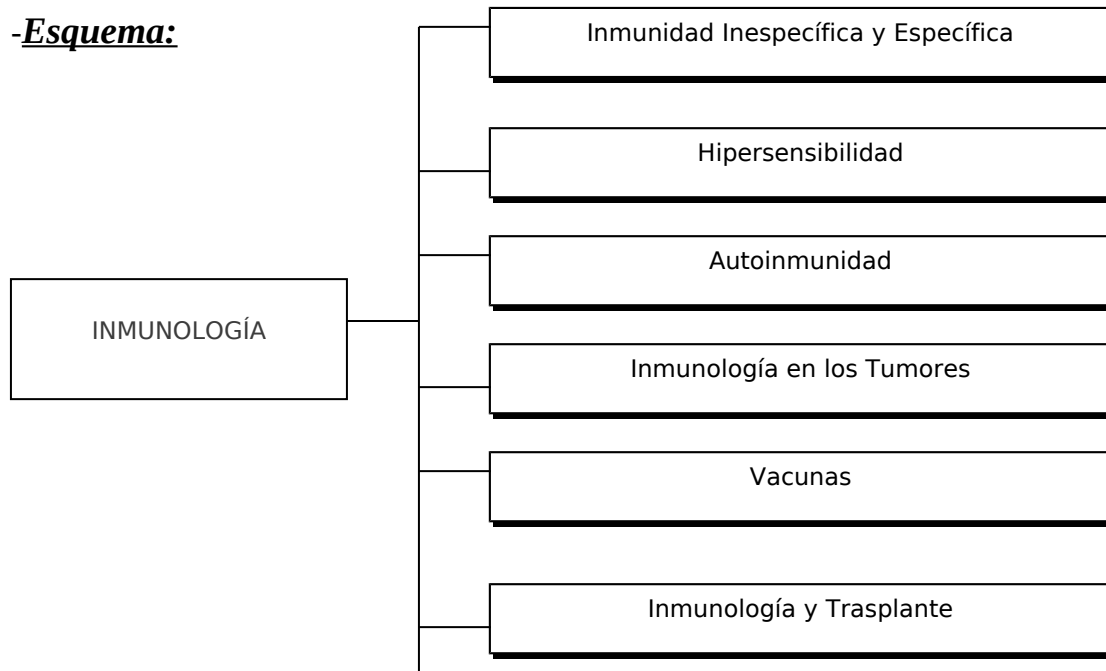 -Esquema:
Inmunidad Inespecífica y Específica
Hipersensibilidad
Autoinmunidad
INMUNOLOGÍA
Inmunología en los Tumores
Vacunas
Inmunología y Trasplante